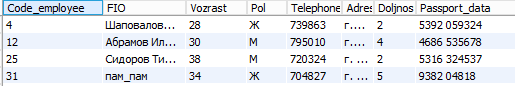 Code_employee FIO Vozrast Pol Telephone Adres Doljnos Passport_data
4 Шаповалов... 28 Ж 739863 г.... 2 5392 059324
12 Абрамов Ил... 30 М 795010 г.... 4 4686 535678
25 Сидоров Ти... 38 М 720324 г. ... 2 5316 324537
31 пам_пам 34 Ж 704827 г.... 5 9382 04818